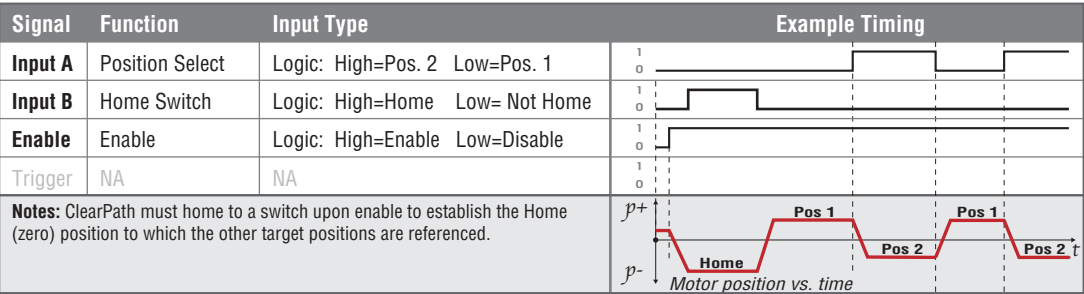 Signal Function Input Type Example Timing
Input A Position Select Logic: High=Pos. 2 Low=Pos. 1 1
0
Input B Home Switch Logic: High=Home Low= Not Home 1
0
Enable Enable Logic: High=Enable Low=Disable 1
0
Trigger NA NA 1
0
Notes: ClearPath must home to a switch upon enable to establish the Home
(zero) position to which the other target positions are referenced.
p+ Pos 1 Pos 1
Pos 2 Pos 2 t
Home
p- Motor position vs. time